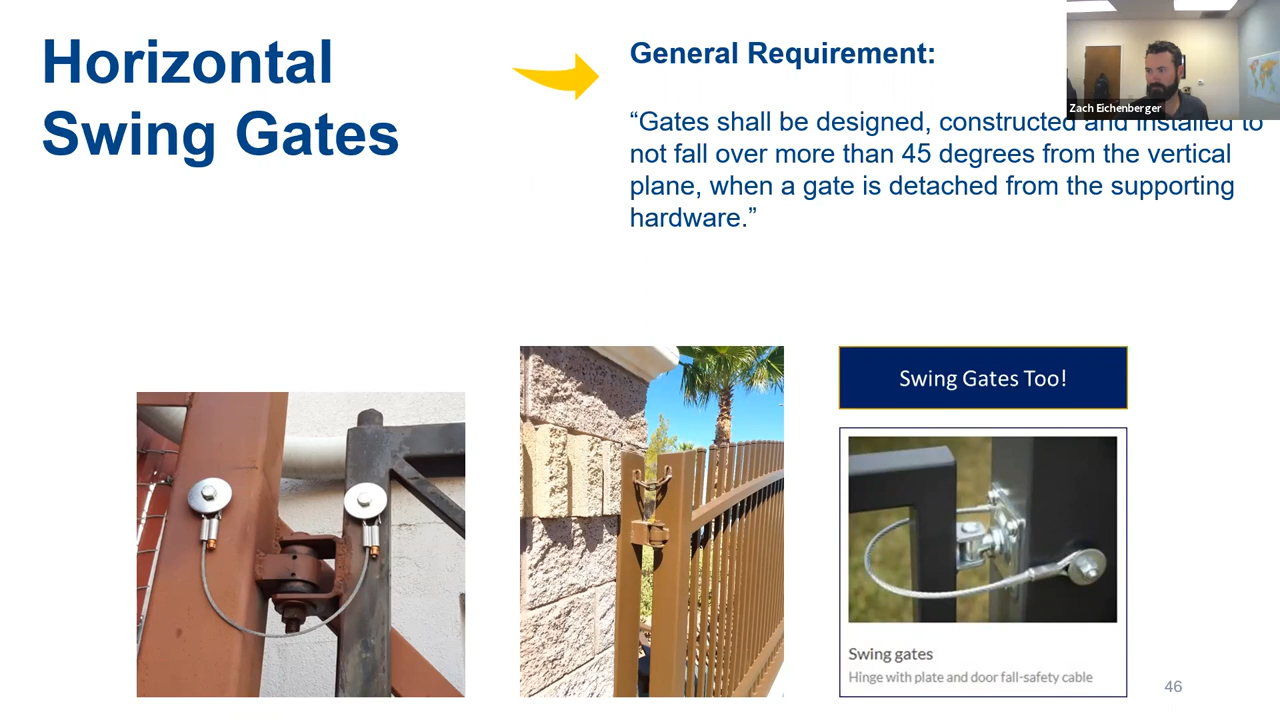 Horizontal
Swing Gates
General Requirement:
Zach Eichenberger
“Gates shall be designed, constructed and installed to
not fall over more than 45 degrees from the vertical
plane, when a gate is detached from the supporting
hardware.”
Swing Gates Too!
Swing gates
Hinge with plate and door fall-safety cable
46